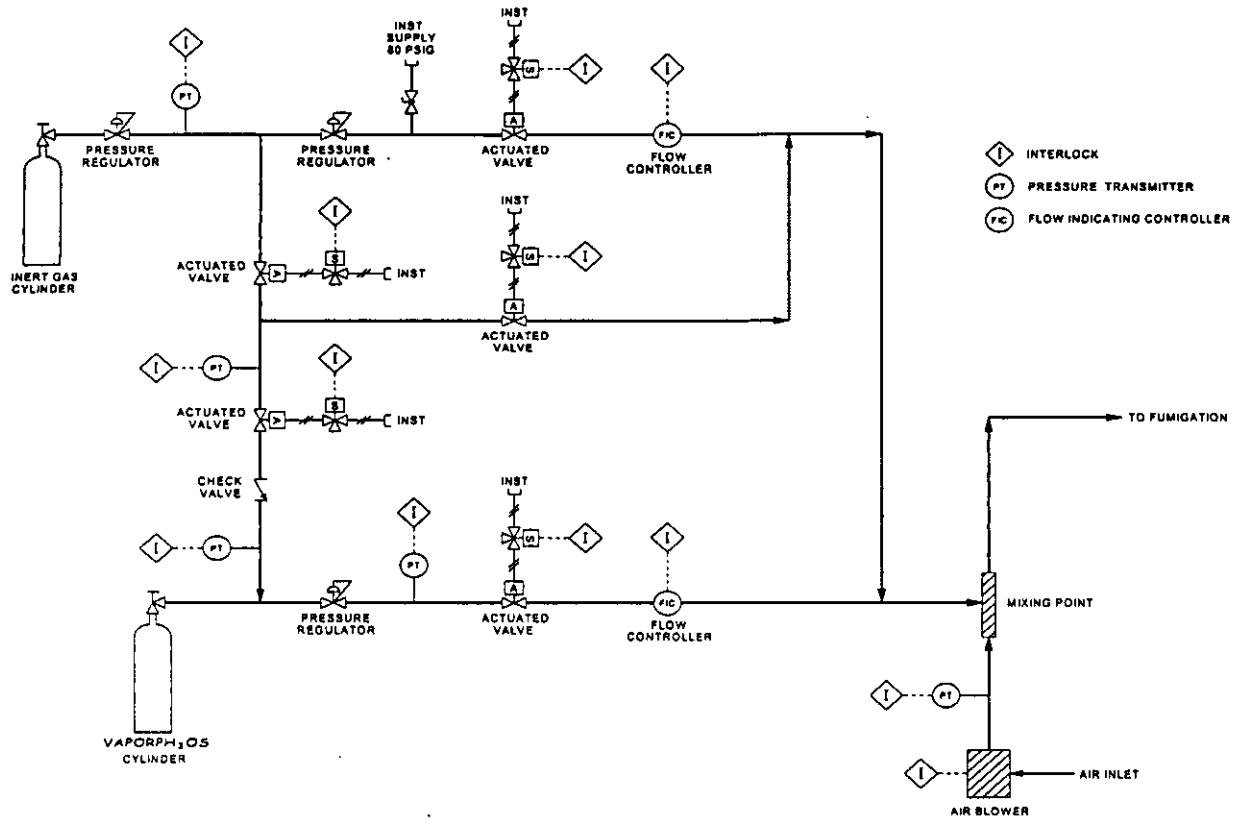 INST
SUPPLY
80 PSIG
INST
I
PT
S
I
I
A
FIC
PRESSURE
REGULATOR
PRESSURE
REGULATOR
ACTUATED
VALVE
FLOW
CONTROLLER
I INTERLOCK
PT PRESSURE TRANSMITTER
FIC FLOW INDICATING CONTROLLER
INERT GAS
CYLINDER
I
S
ACTUATED
VALVE
A
INST
INST
S
I
A
ACTUATED
VALVE
I
PT
I
S
ACTUATED
VALVE
A
INST
CHECK
VALVE
I
PT
INST
I
PT
S
I
I
A
FIC
PRESSURE
REGULATOR
ACTUATED
VALVE
FLOW
CONTROLLER
TO FUMIGATION
MIXING POINT
VAPORPH₃OS
CYLINDER
I
PT
I
AIR INLET
AIR BLOWER